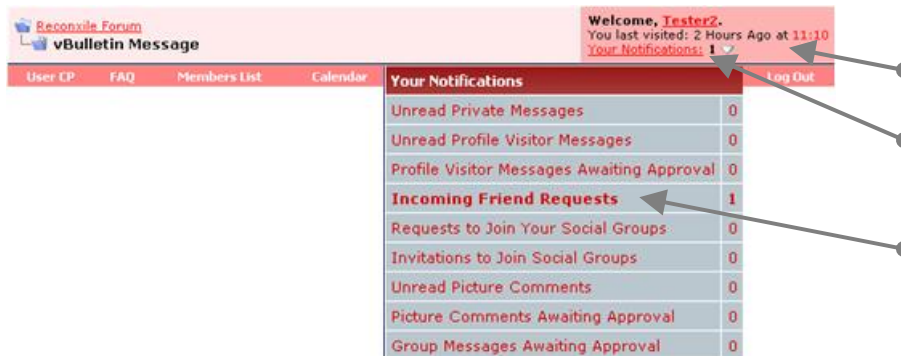 Reconxile Forum
vBulletin Message
Welcome, Tester2.
You last visited: 2 Hours Ago at 11:10
Your Notifications: 1
User CP FAQ Members List Calendar Log Out
Your Notifications
Unread Private Messages 0
Unread Profile Visitor Messages 0
Profile Visitor Messages Awaiting Approval 0
Incoming Friend Requests 1
Requests to Join Your Social Groups 0
Invitations to Join Social Groups 0
Unread Picture Comments 0
Picture Comments Awaiting Approval 0
Group Messages Awaiting Approval 0